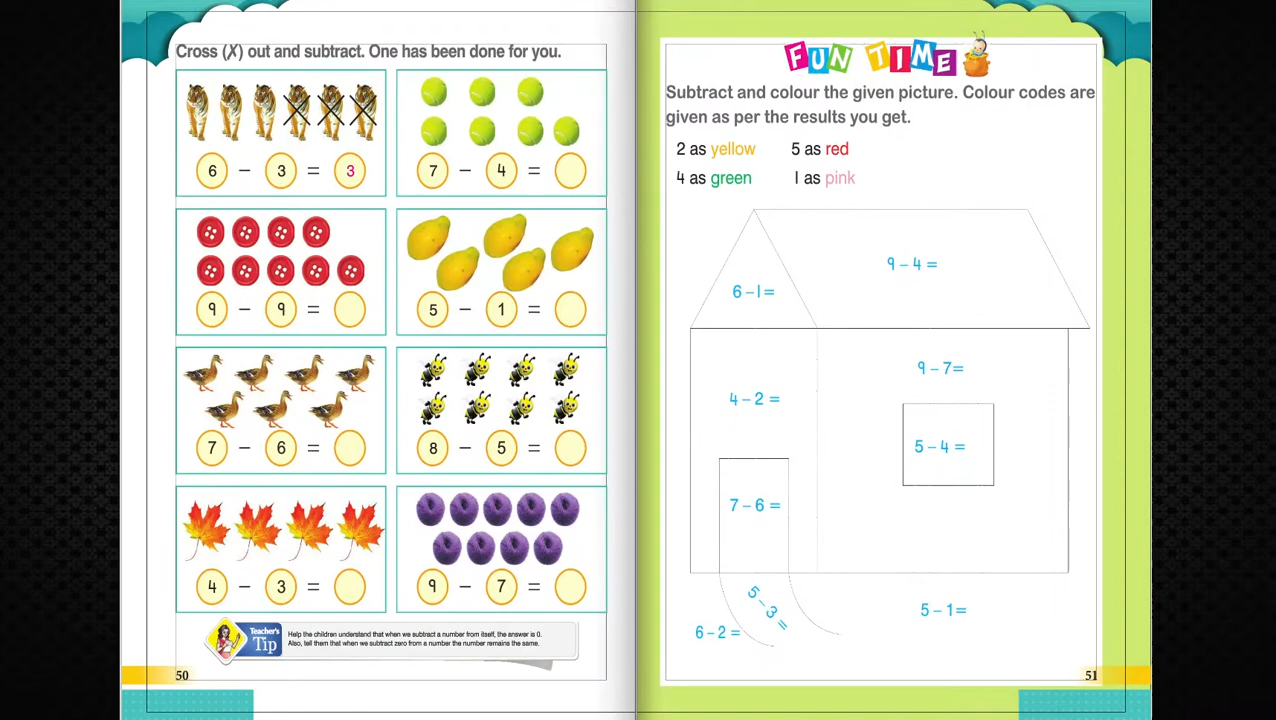 Cross (✗) out and subtract. One has been done for you.
6 – 3 = 3
7 – 4 =
9 – 9 =
5 – 1 =
7 – 6 =
8 – 5 =
4 – 3 =
9 – 7 =
Teacher's
Tip
Help the children understand that when we subtract a number from itself, the answer is 0.
Also, tell them that when we subtract zero from a number the number remains the same.
50
FUN TIME
Subtract and colour the given picture. Colour codes are
given as per the results you get.
2 as yellow 5 as red
4 as green 1 as pink
9 – 4 =
6 – 1 =
9 – 7 =
4 – 2 =
5 – 4 =
7 – 6 =
5 – 3 =
5 – 1 =
6 – 2 =
51